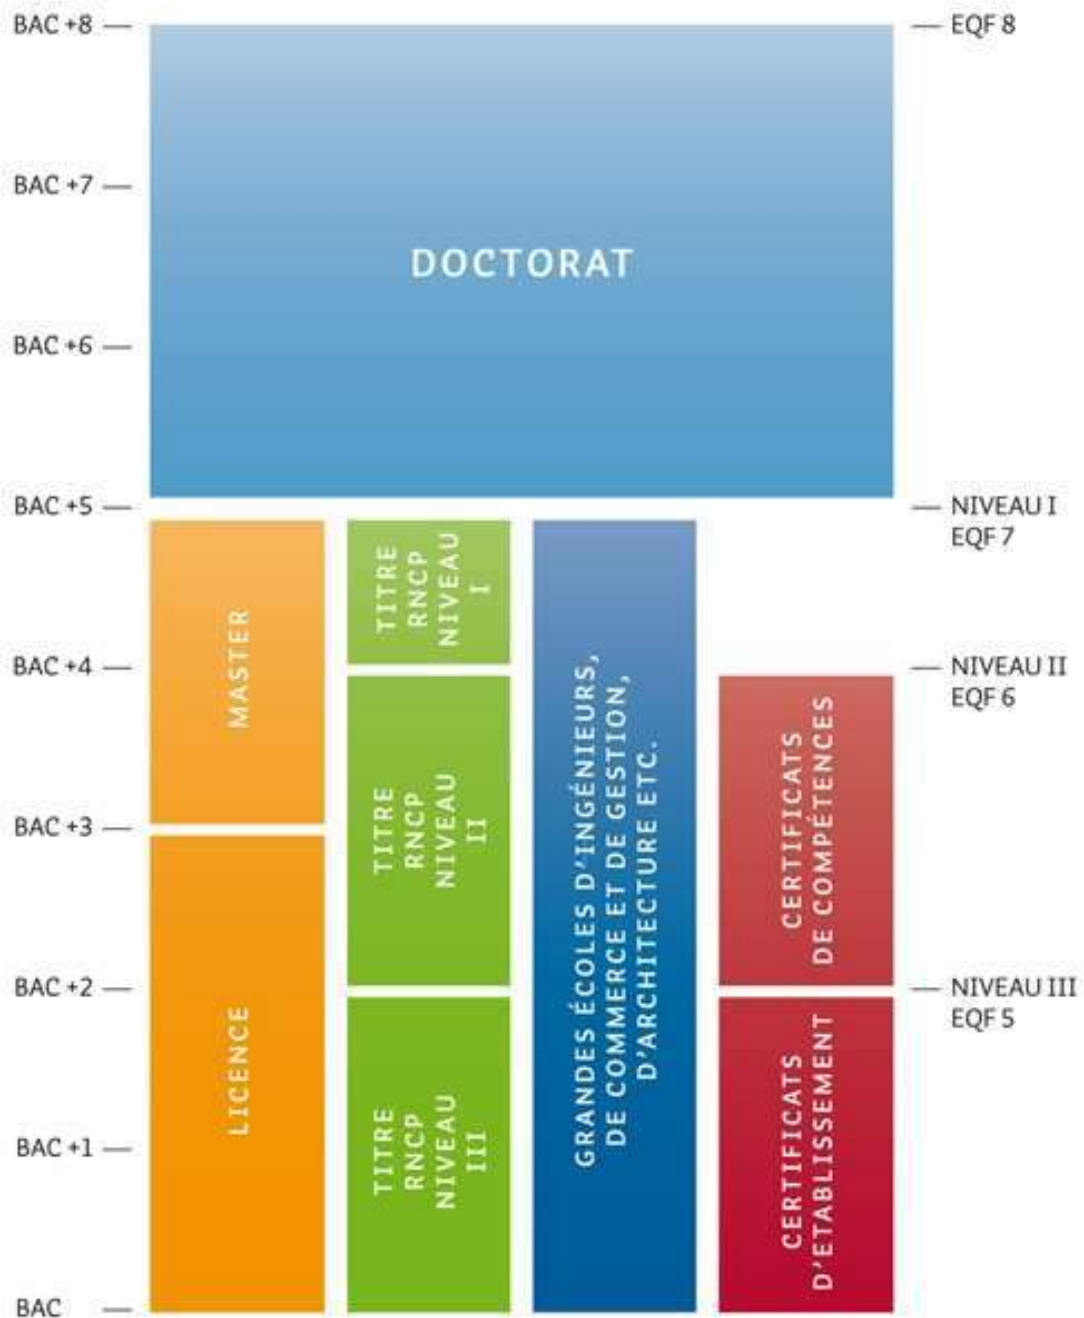 BAC +8
EQF 8
BAC +7
DOCTORAT
BAC +6
BAC +5
NIVEAU I
EQF 7
MASTER
TITRE
RNCP
NIVEAU
I
BAC +4
NIVEAU II
EQF 6
GRANDES ÉCOLES D'INGÉNIEURS,
DE COMMERCE ET DE GESTION,
D'ARCHITECTURE ETC.
CERTIFICATS
DE COMPÉTENCES
TITRE
RNCP
NIVEAU
II
BAC +3
BAC +2
NIVEAU III
EQF 5
LICENCE
TITRE
RNCP
NIVEAU
III
CERTIFICATS
D'ETABLISSEMENT
BAC +1
BAC